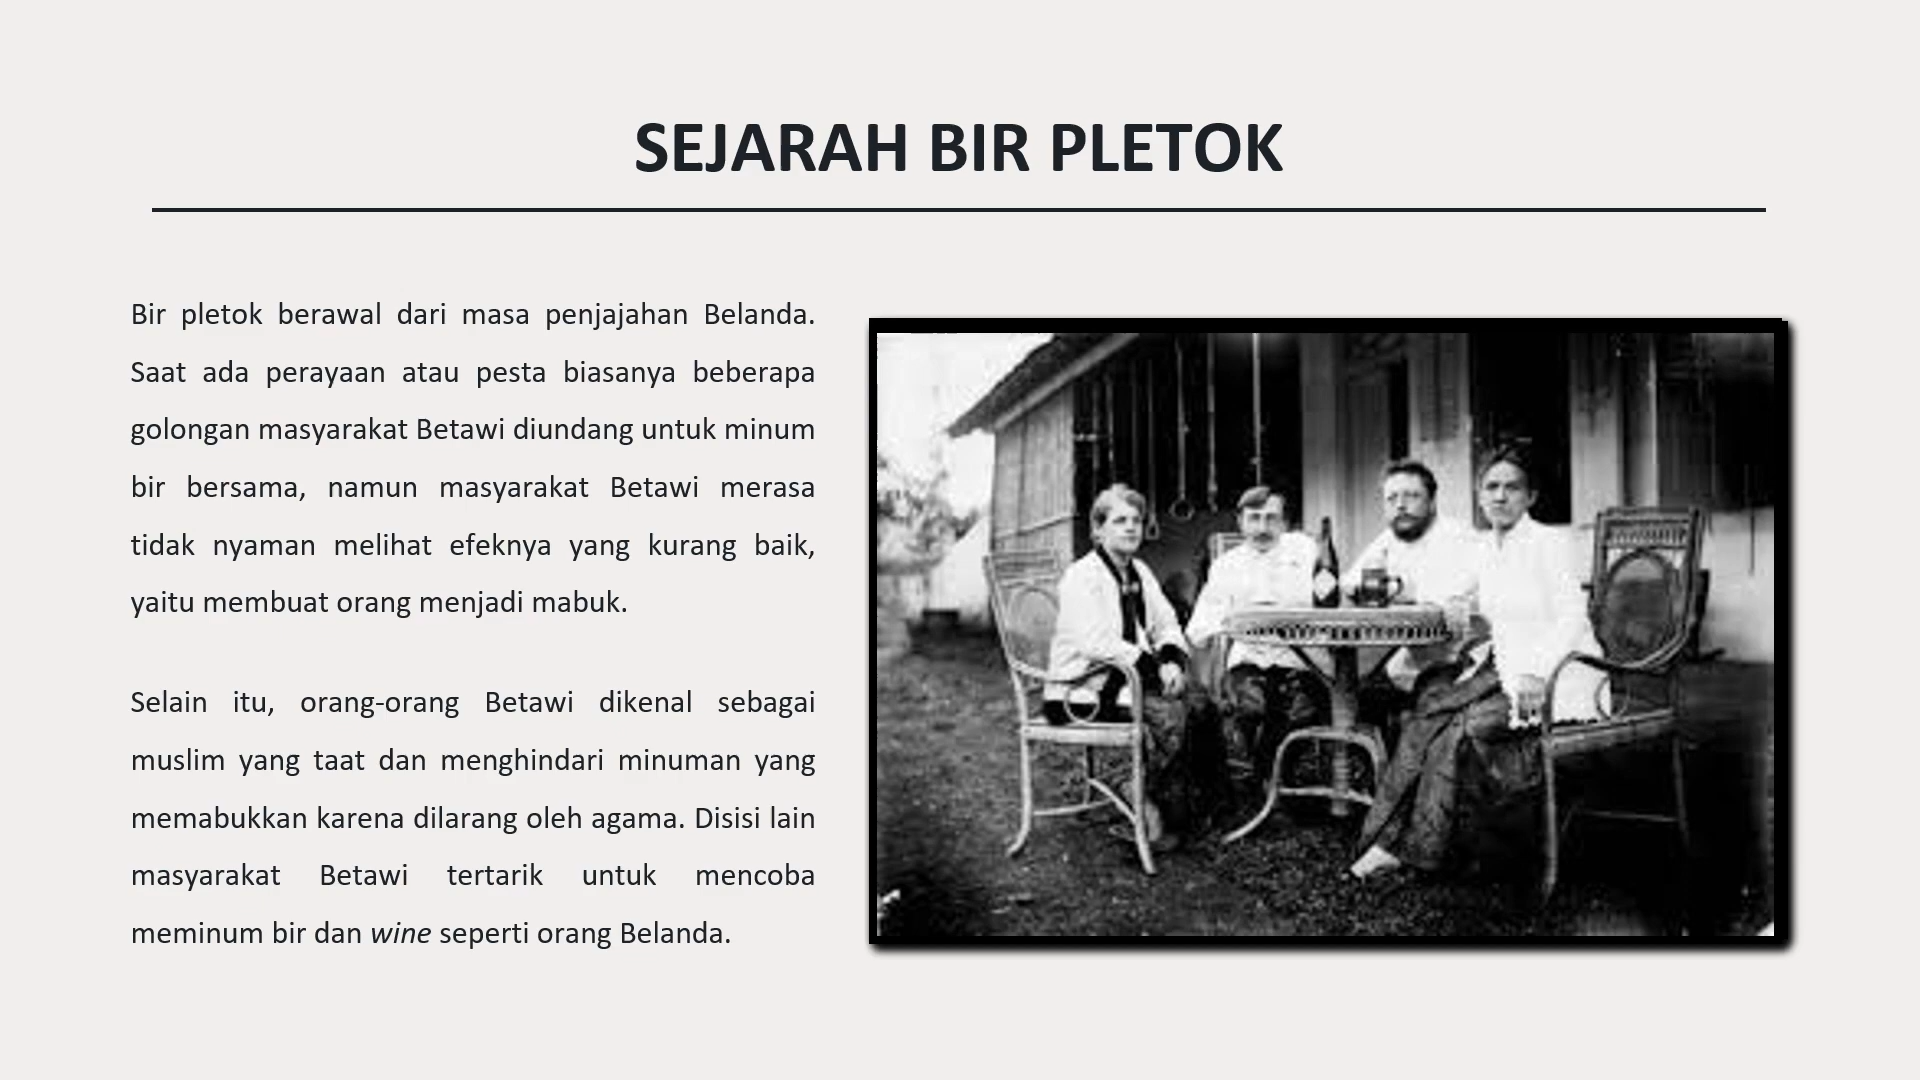 SEJARAH BIR PLETOK
Bir pletok berawal dari masa penjajahan Belanda.
Saat ada perayaan atau pesta biasanya beberapa
golongan masyarakat Betawi diundang untuk minum
bir bersama, namun masyarakat Betawi merasa
tidak nyaman melihat efeknya yang kurang baik,
yaitu membuat orang menjadi mabuk.
Selain itu, orang-orang Betawi dikenal sebagai
muslim yang taat dan menghindari minuman yang
memabukkan karena dilarang oleh agama. Disisi lain
masyarakat Betawi tertarik untuk mencoba
meminum bir dan wine seperti orang Belanda.